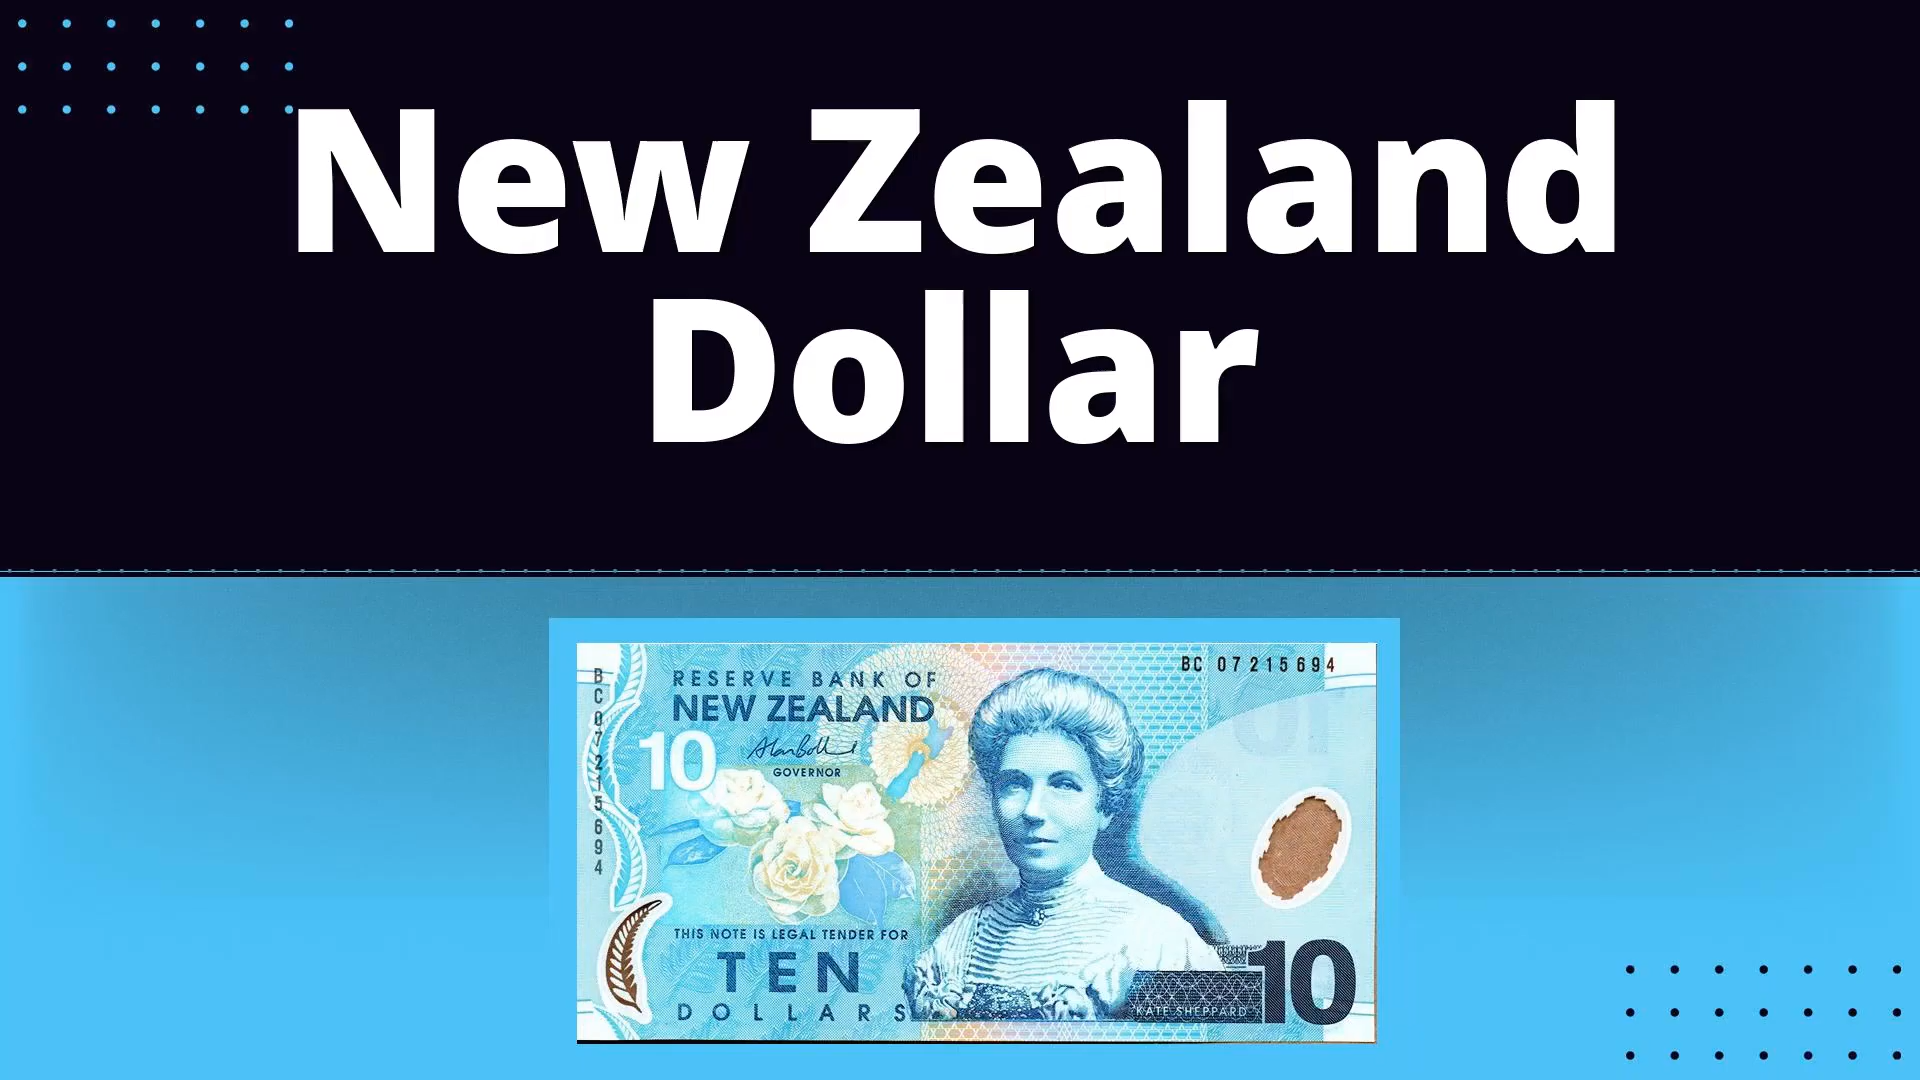 New Zealand
Dollar
BC 07215694
BC07215694
RESERVE BANK OF
NEW ZEALAND
10
GOVERNOR
THIS NOTE IS LEGAL TENDER FOR
TEN
DOLLARS
KATE SHEPPARD
10